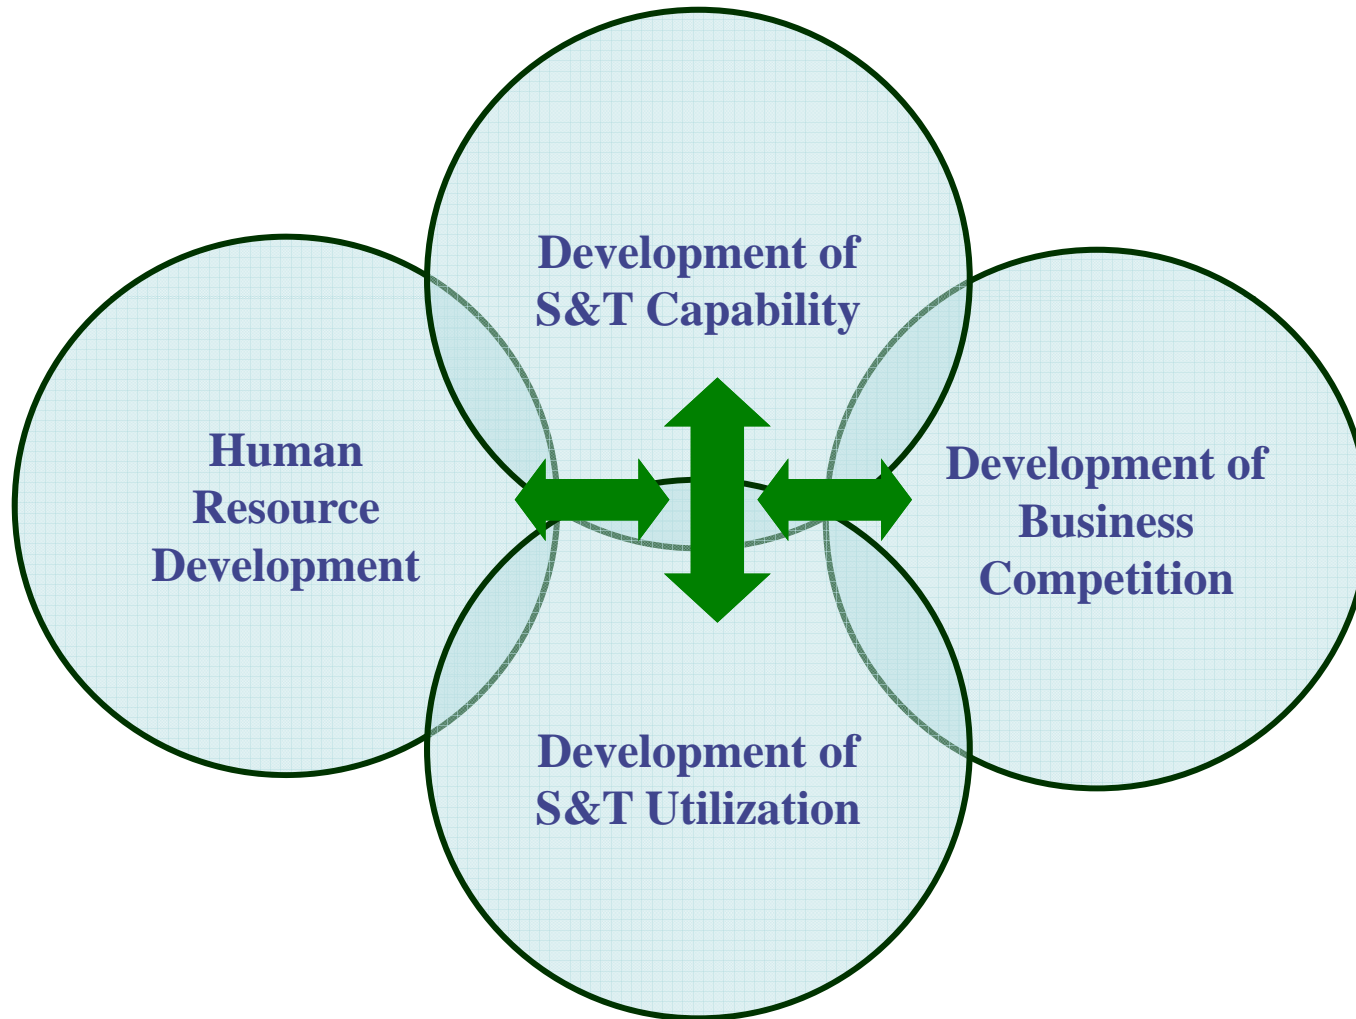 Development of
S&T Capability
Human
Resource
Development
Development of
Business
Competition
Development of
S&T Utilization